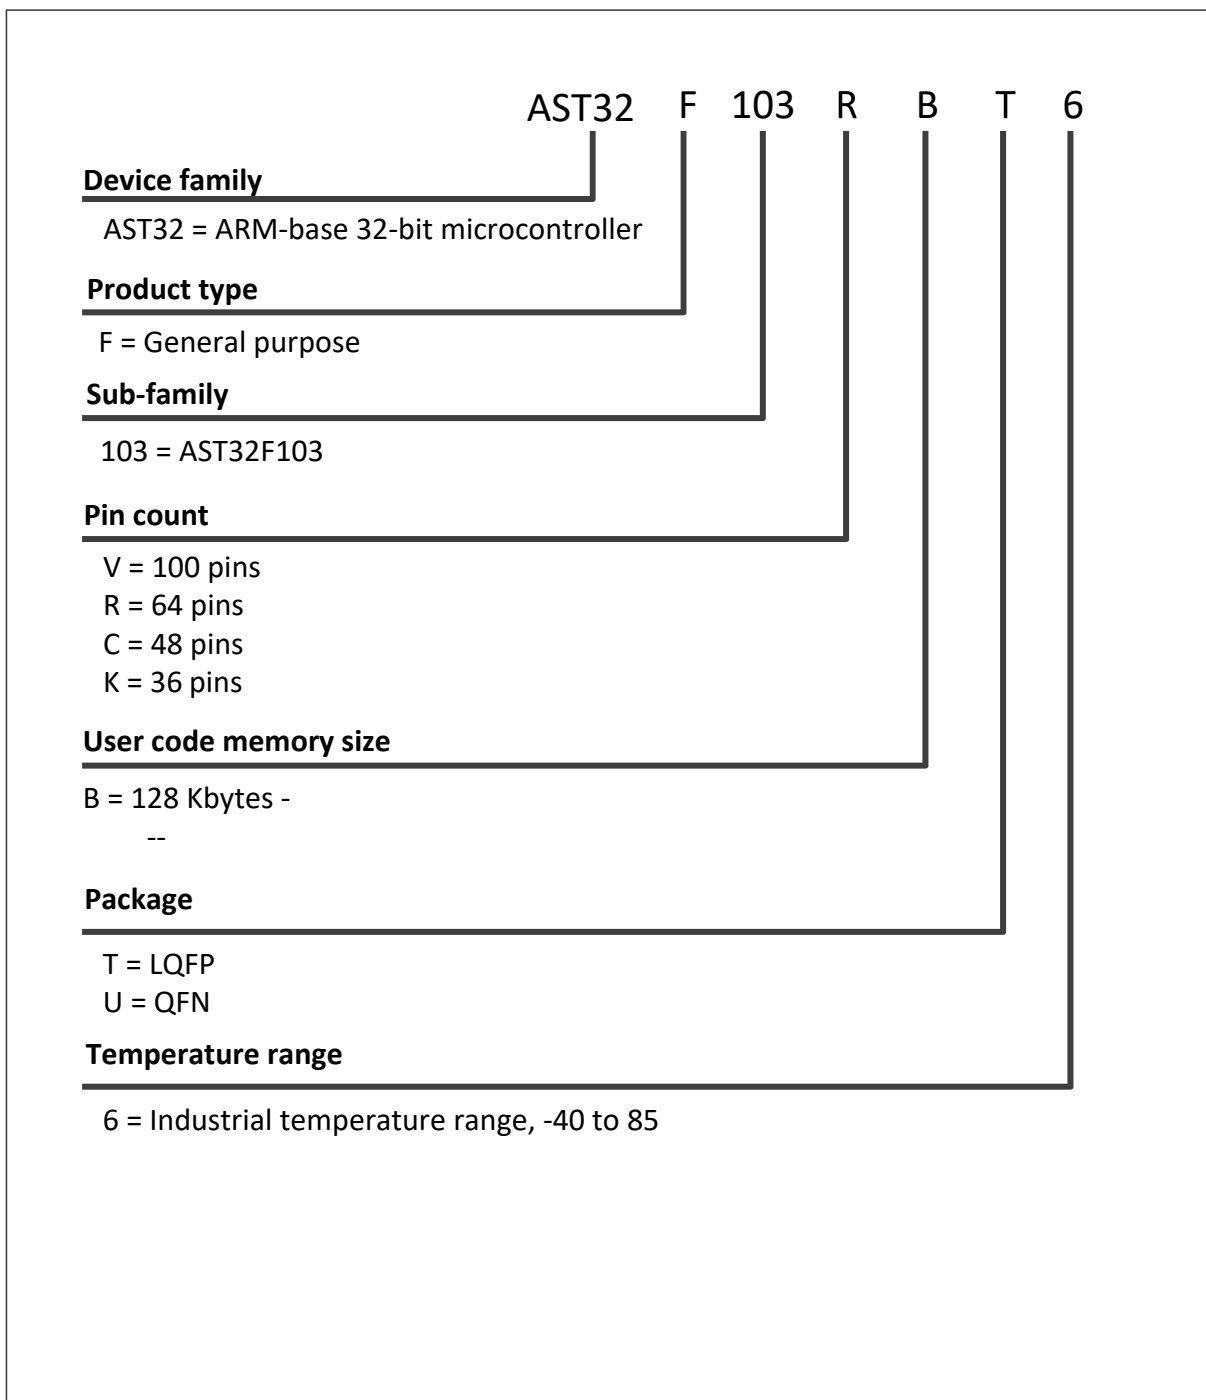 AST32 F 103 R B T 6
Device family
AST32 = ARM-base 32-bit microcontroller
Product type
F = General purpose
Sub-family
103 = AST32F103
Pin count
V = 100 pins
R = 64 pins
C = 48 pins
K = 36 pins
User code memory size
B = 128 Kbytes -
--
Package
T = LQFP
U = QFN
Temperature range
6 = Industrial temperature range, -40 to 85